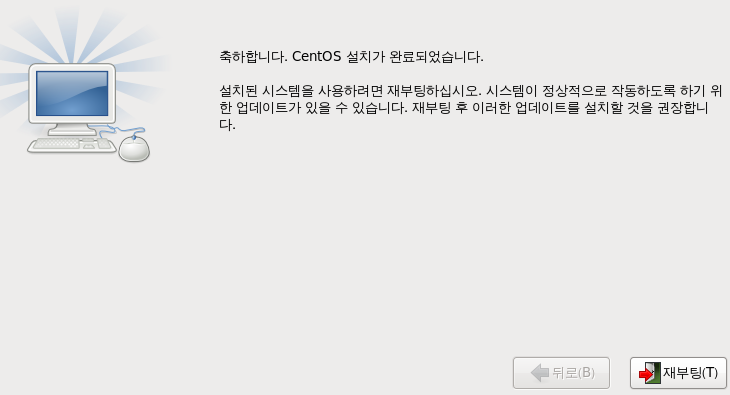 축하합니다. CentOS 설치가 완료되었습니다.
설치된 시스템을 사용하려면 재부팅하십시오. 시스템이 정상적으로 작동하도록 하기 위
한 업데이트가 있을 수 있습니다. 재부팅 후 이러한 업데이트를 설치할 것을 권장합니
다.
뒤로(B)
재부팅(T)